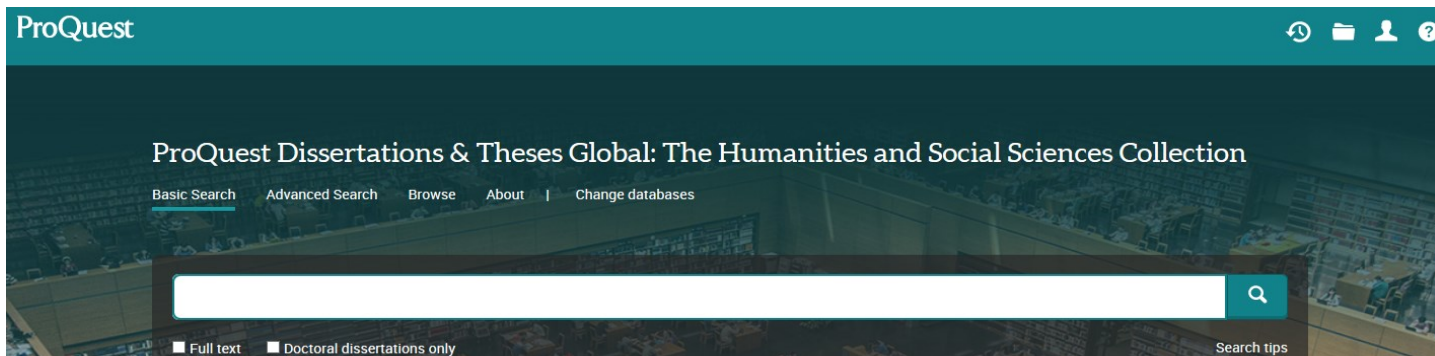 ProQuest
?
ProQuest Dissertations & Theses Global: The Humanities and Social Sciences Collection
Basic Search Advanced Search Browse About | Change databases
Full text Doctoral dissertations only Search tips